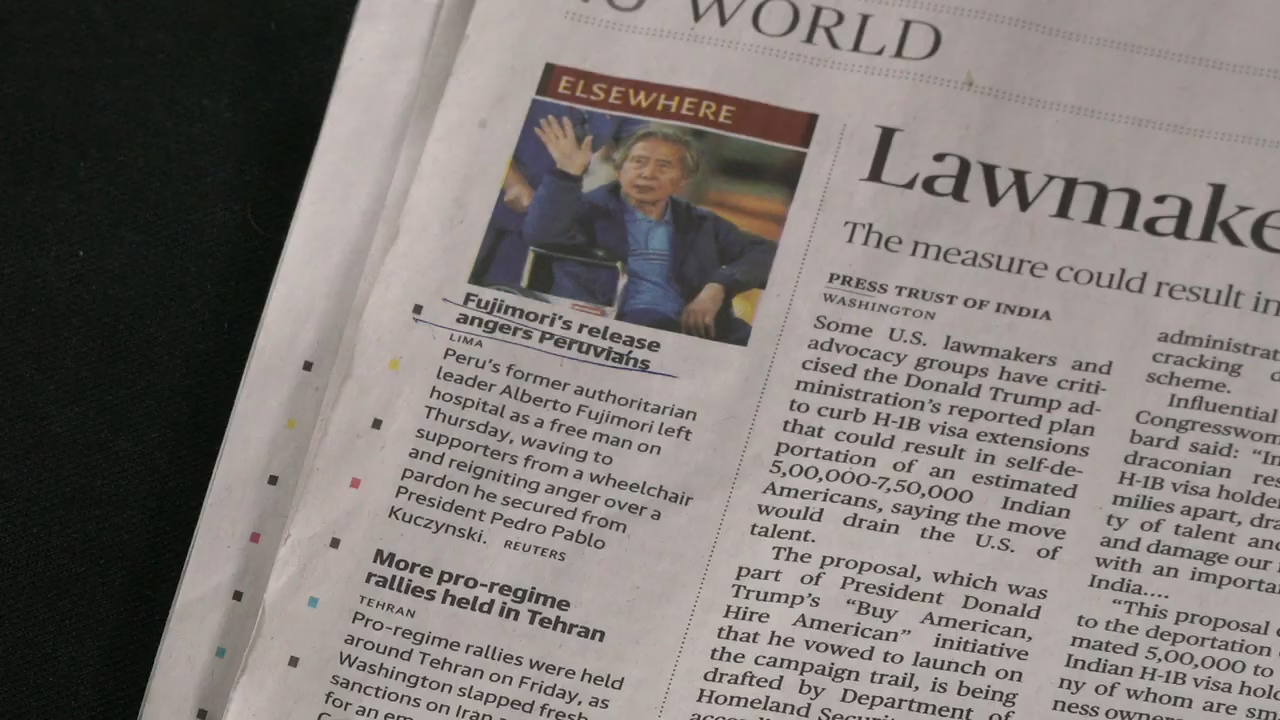 WORLD
ELSEWHERE
Fujimori's release
angers Peruvians
LIMA
Peru's former authoritarian
leader Alberto Fujimori left
hospital as a free man on
Thursday, waving to
supporters from a wheelchair
and reigniting anger over a
pardon he secured from
President Pedro Pablo
Kuczynski. REUTERS
More pro-regime
rallies held in Tehran
TEHRAN
Pro-regime rallies were held
around Tehran on Friday, as
Washington slapped fresh
sanctions on Iran
for an
Lawmake
The measure could result in
PRESS TRUST OF INDIA
WASHINGTON
Some U.S. lawmakers and
advocacy groups have criti-
cised the Donald Trump ad-
ministration's reported plan
to curb H-1B visa extensions
that could result in self-de-
portation of an estimated
5,00,000-7,50,000 Indian
Americans, saying the move
would drain the U.S. of
talent.
The proposal, which was
part of President Donald
Trump's "Buy American,
Hire American" initiative
that he vowed to launch on
the campaign trail, is being
drafted by Department of
Homeland
administrat
cracking
scheme.
Influential
Congresswom
bard said: "In
draconian res
H-1B visa holde
milies apart, dra
ty of talent and
and damage our
with an importa
India....
"This proposal
to the deportation
mated 5,00,000 to
Indian H-1B visa hol
ny of whom are sm
ness owner